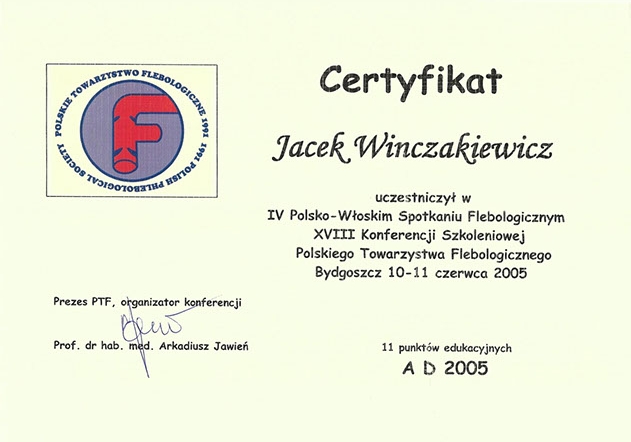 POLSKIE TOWARZYSTWO FLEBOLOGICZNE 1991
1991 POLISH PHLEBOLOGICAL SOCIETY
F
Certyfikat
Jacek Winczakiewicz
uczestniczył w
IV Polsko-Włoskim Spotkaniu Flebologicznym
XVIII Konferencji Szkoleniowej
Polskiego Towarzystwa Flebologicznego
Bydgoszcz 10-11 czerwca 2005
Prezes PTF, organizator konferencji
Prof. dr hab. med. Arkadiusz Jawień
11 punktów edukacyjnych
A D 2005